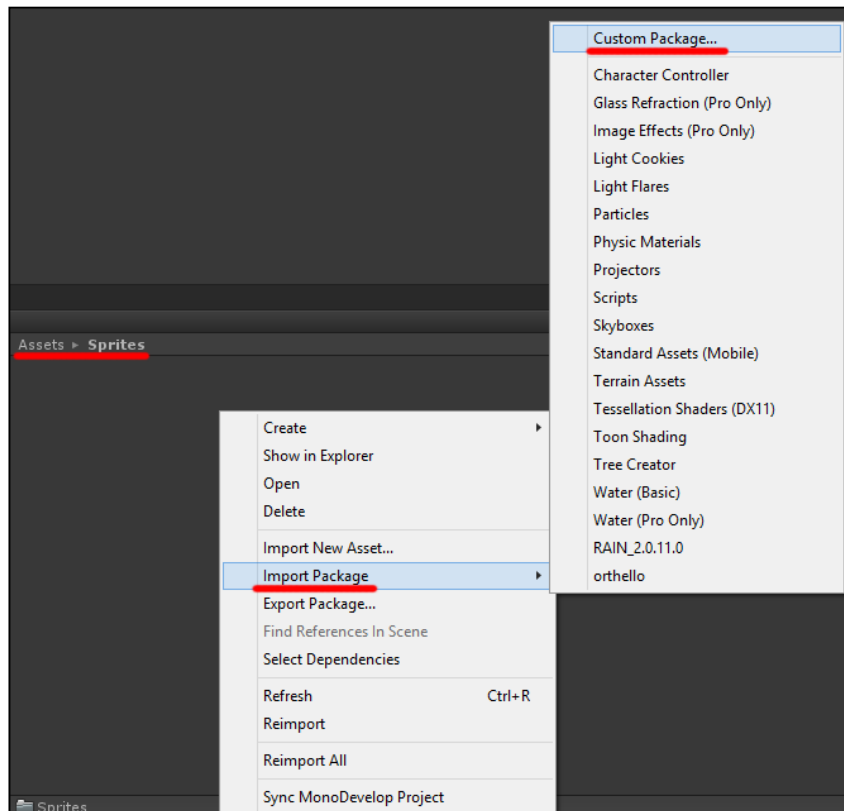 Custom Package...
Character Controller
Glass Refraction (Pro Only)
Image Effects (Pro Only)
Light Cookies
Light Flares
Particles
Physic Materials
Projectors
Scripts
Skyboxes
Standard Assets (Mobile)
Terrain Assets
Tessellation Shaders (DX11)
Toon Shading
Tree Creator
Water (Basic)
Water (Pro Only)
RAIN_2.0.11.0
orthello
Assets ▸ Sprites
Create
Show in Explorer
Open
Delete
Import New Asset...
Import Package
Export Package...
Find References In Scene
Select Dependencies
Refresh Ctrl+R
Reimport
Reimport All
Sync MonoDevelop Project
Sprites